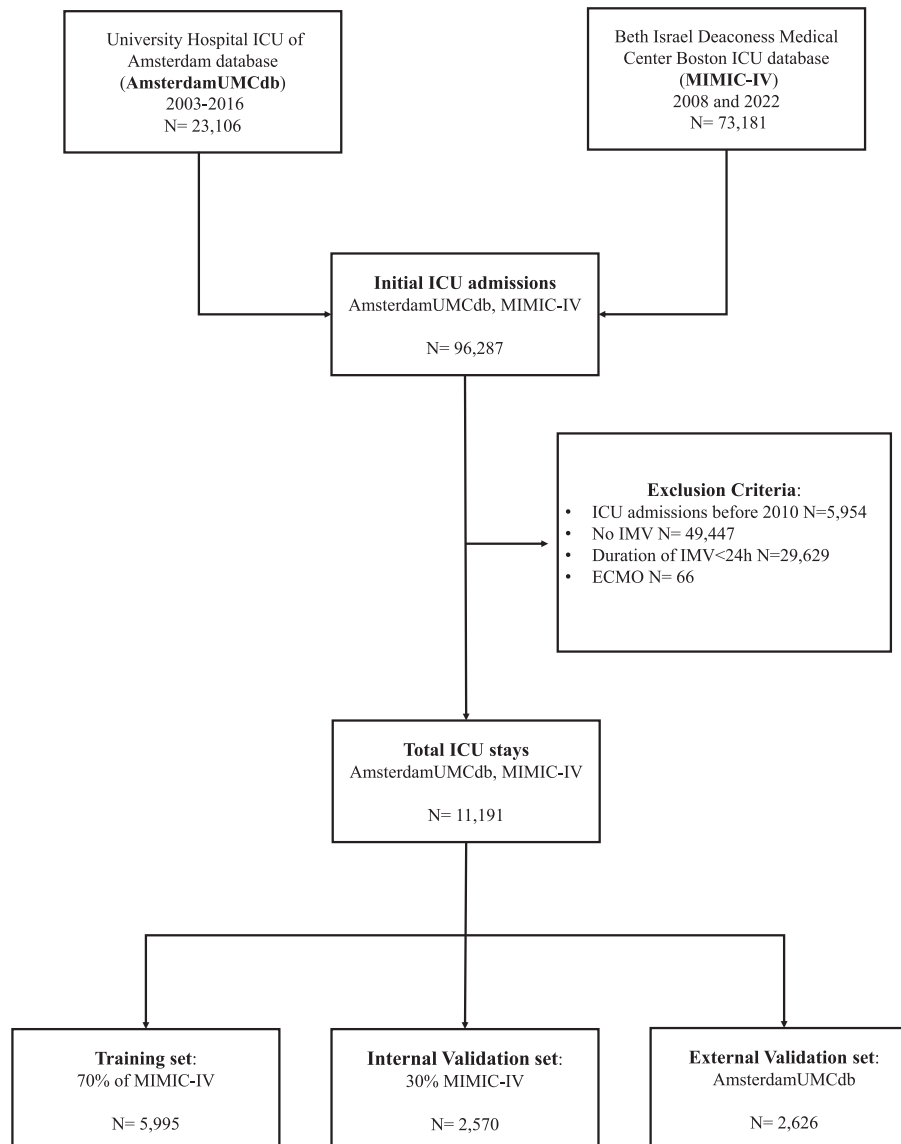 University Hospital ICU of
Amsterdam database
(AmsterdamUMCdb)
2003-2016
N= 23,106
Beth Israel Deaconess Medical
Center Boston ICU database
(MIMIC-IV)
2008 and 2022
N= 73,181
Initial ICU admissions
AmsterdamUMCdb, MIMIC-IV
N= 96,287
Exclusion Criteria:
• ICU admissions before 2010 N=5,954
• No IMV N= 49,447
• Duration of IMV<24h N=29,629
• ECMO N= 66
Total ICU stays
AmsterdamUMCdb, MIMIC-IV
N= 11,191
Training set:
70% of MIMIC-IV
N= 5,995
Internal Validation set:
30% MIMIC-IV
N= 2,570
External Validation set:
AmsterdamUMCdb
N= 2,626